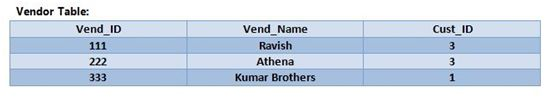 Vendor Table:
Vend_ID Vend_Name Cust_ID
111 Ravish 3
222 Athena 3
333 Kumar Brothers 1